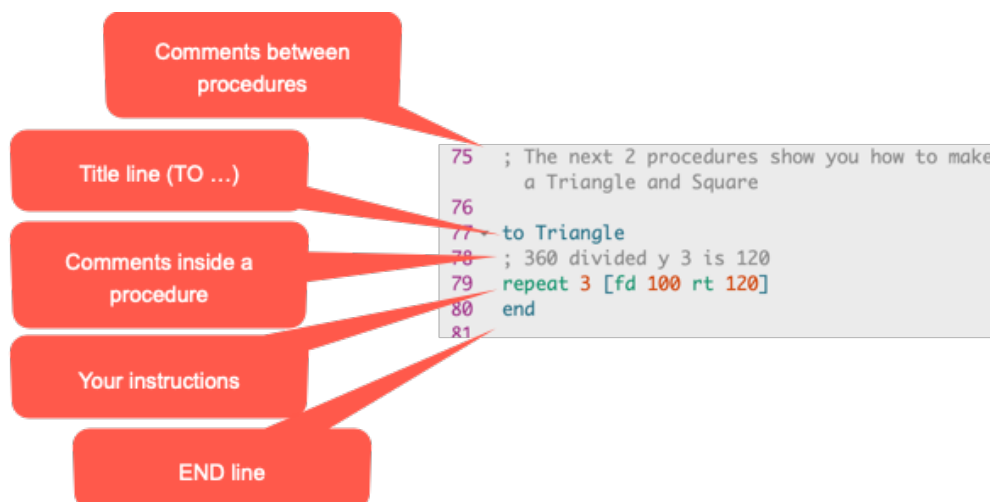 Comments between
procedures
Title line (TO ...)
Comments inside a
procedure
Your instructions
END line
75 ; The next 2 procedures show you how to make
a Triangle and Square
76
77 to Triangle
78 ; 360 divided y 3 is 120
79 repeat 3 [fd 100 rt 120]
80 end
81